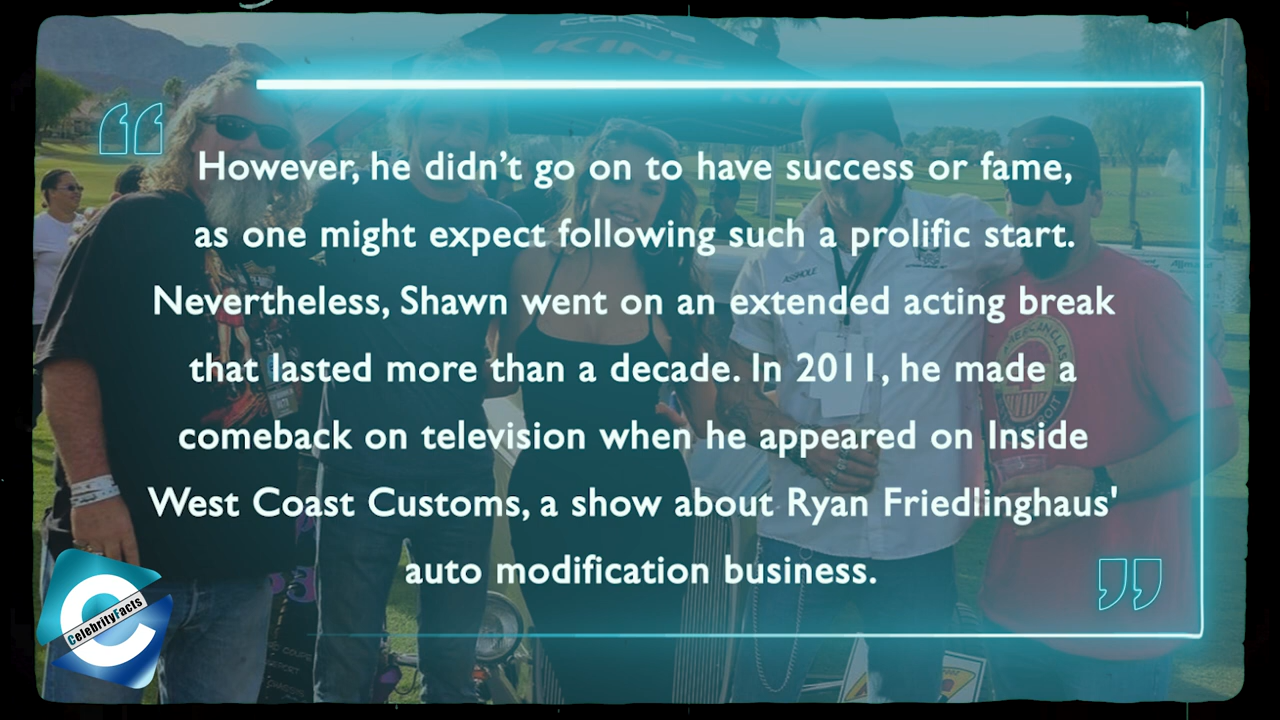 However, he didn't go on to have success or fame,
as one might expect following such a prolific start.
Nevertheless, Shawn went on an extended acting break
that lasted more than a decade. In 2011, he made a
comeback on television when he appeared on Inside
West Coast Customs, a show about Ryan Friedlinghaus'
auto modification business.
CelebrityFacts
KING
ASSHOLE